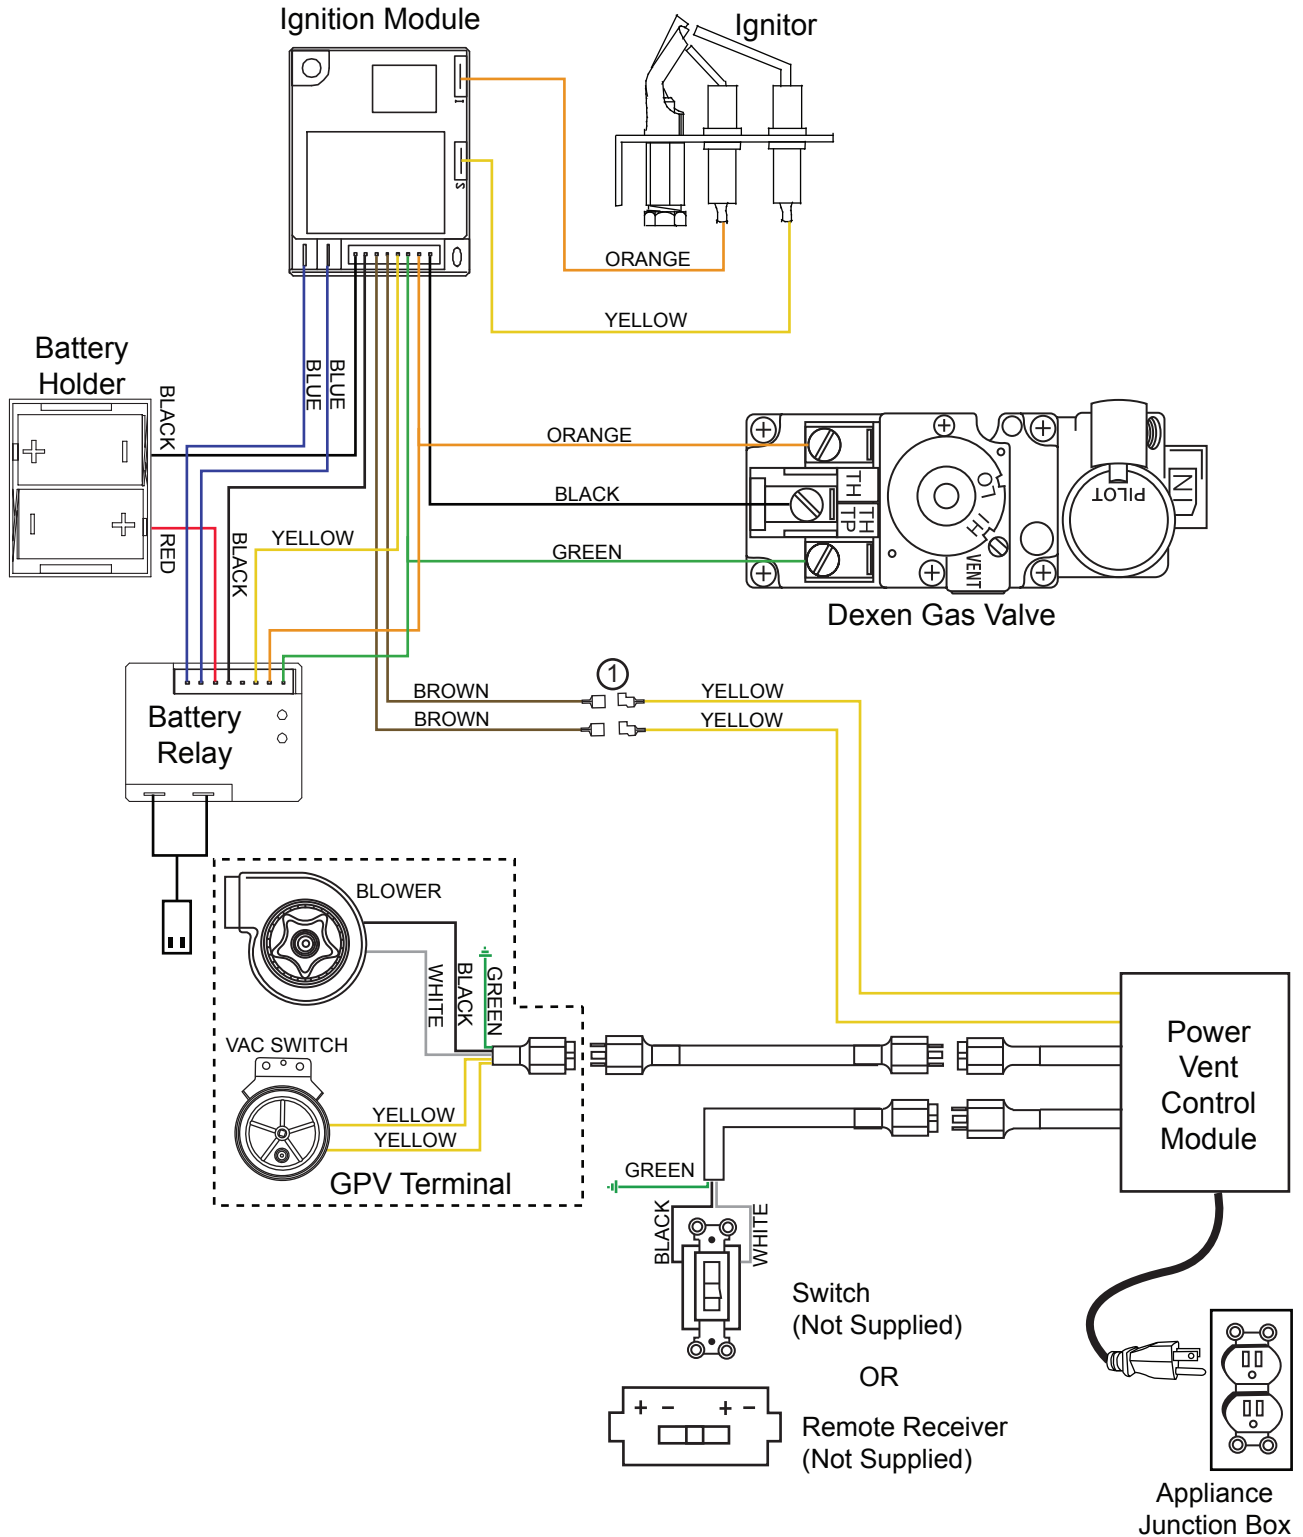 Ignition Module
Ignitor
I
S
ORANGE
YELLOW
Battery
Holder
BLACK
BLUE
BLUE
+ -
- +
RED
BLACK
YELLOW
ORANGE
BLACK
GREEN
TH
TH
TP
LO
HI
VENT
PILOT
IN
Dexen Gas Valve
1
BROWN
YELLOW
BROWN
YELLOW
Battery
Relay
BLOWER
WHITE
BLACK
GREEN
VAC SWITCH
YELLOW
YELLOW
GPV Terminal
Power
Vent
Control
Module
GREEN
BLACK
WHITE
Switch
(Not Supplied)
OR
+ - + -
Remote Receiver
(Not Supplied)
Appliance
Junction Box